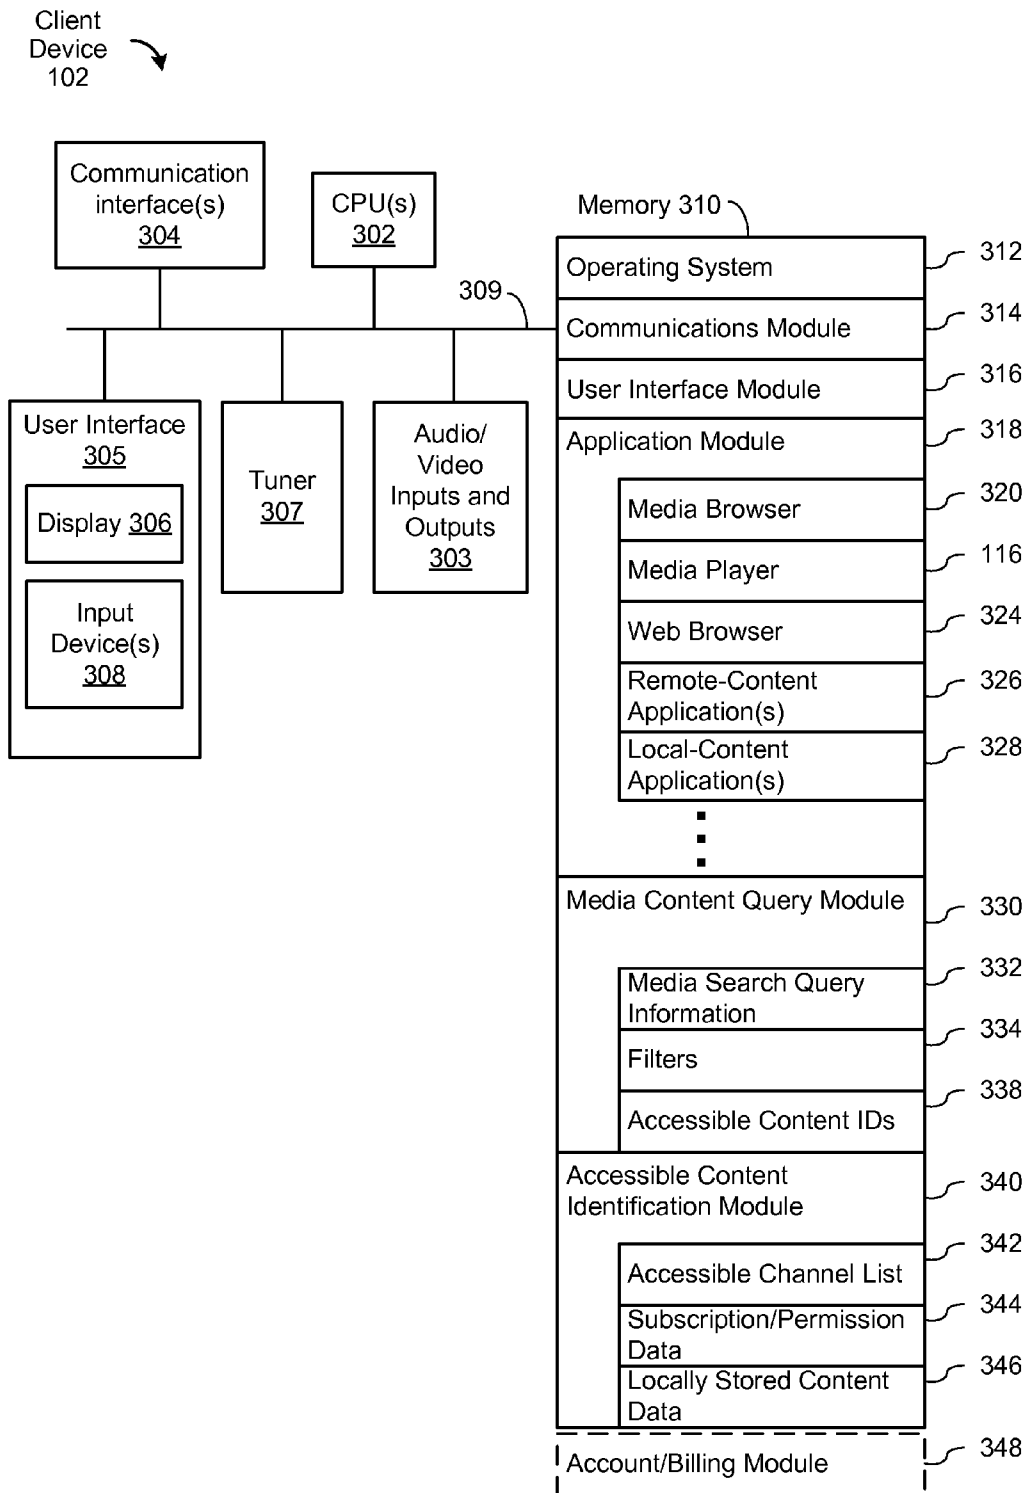 Client
Device
102
Communication
interface(s)
304
CPU(s)
302
Memory 310
309
User Interface
305
Display 306
Input
Device(s)
308
Tuner
307
Audio/
Video
Inputs and
Outputs
303
Operating System
312
Communications Module
314
User Interface Module
316
Application Module
318
Media Browser
320
Media Player
116
Web Browser
324
Remote-Content
Application(s)
326
Local-Content
Application(s)
328
Media Content Query Module
330
Media Search Query
Information
332
Filters
334
Accessible Content IDs
338
Accessible Content
Identification Module
340
Accessible Channel List
342
Subscription/Permission
Data
344
Locally Stored Content
Data
346
Account/Billing Module
348